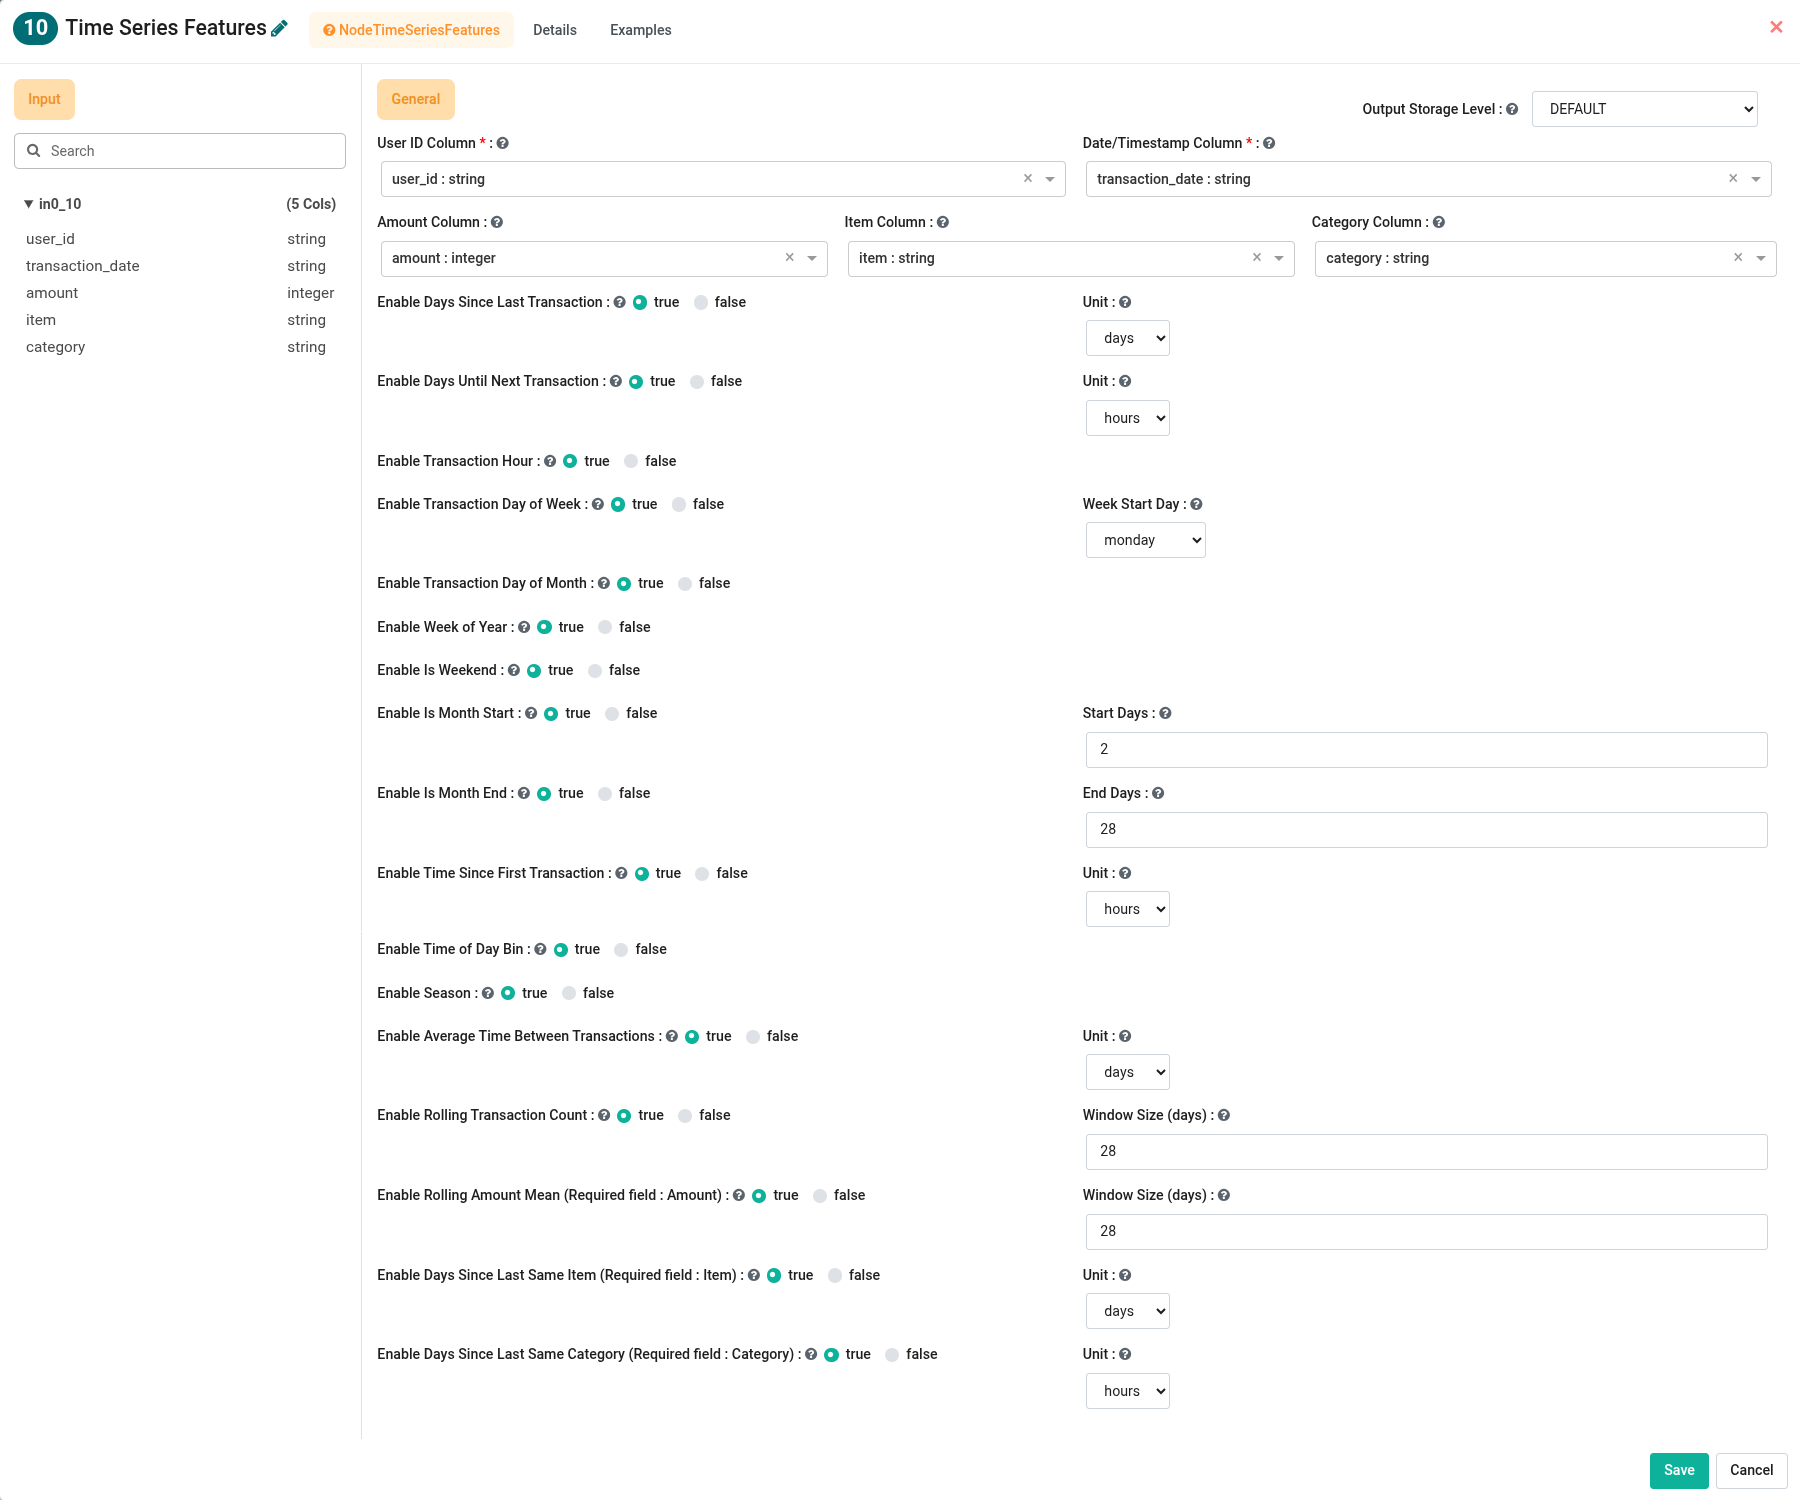 10 Time Series Features NodeTimeSeriesFeatures Details Examples
Input
Search
in0_10 (5 Cols)
user_id string
transaction_date string
amount integer
item string
category string
General
Output Storage Level : DEFAULT
User ID Column * : Date/Timestamp Column * :
user_id : string × transaction_date : string ×
Amount Column : Item Column : Category Column :
amount : integer × item : string × category : string ×
Enable Days Since Last Transaction : true false Unit :
days
Enable Days Until Next Transaction : true false Unit :
hours
Enable Transaction Hour : true false
Enable Transaction Day of Week : true false Week Start Day :
monday
Enable Transaction Day of Month : true false
Enable Week of Year : true false
Enable Is Weekend : true false
Enable Is Month Start : true false Start Days :
2
Enable Is Month End : true false End Days :
28
Enable Time Since First Transaction : true false Unit :
hours
Enable Time of Day Bin : true false
Enable Season : true false
Enable Average Time Between Transactions : true false Unit :
days
Enable Rolling Transaction Count : true false Window Size (days) :
28
Enable Rolling Amount Mean (Required field : Amount) : true false Window Size (days) :
28
Enable Days Since Last Same Item (Required field : Item) : true false Unit :
days
Enable Days Since Last Same Category (Required field : Category) : true false Unit :
hours
Save Cancel